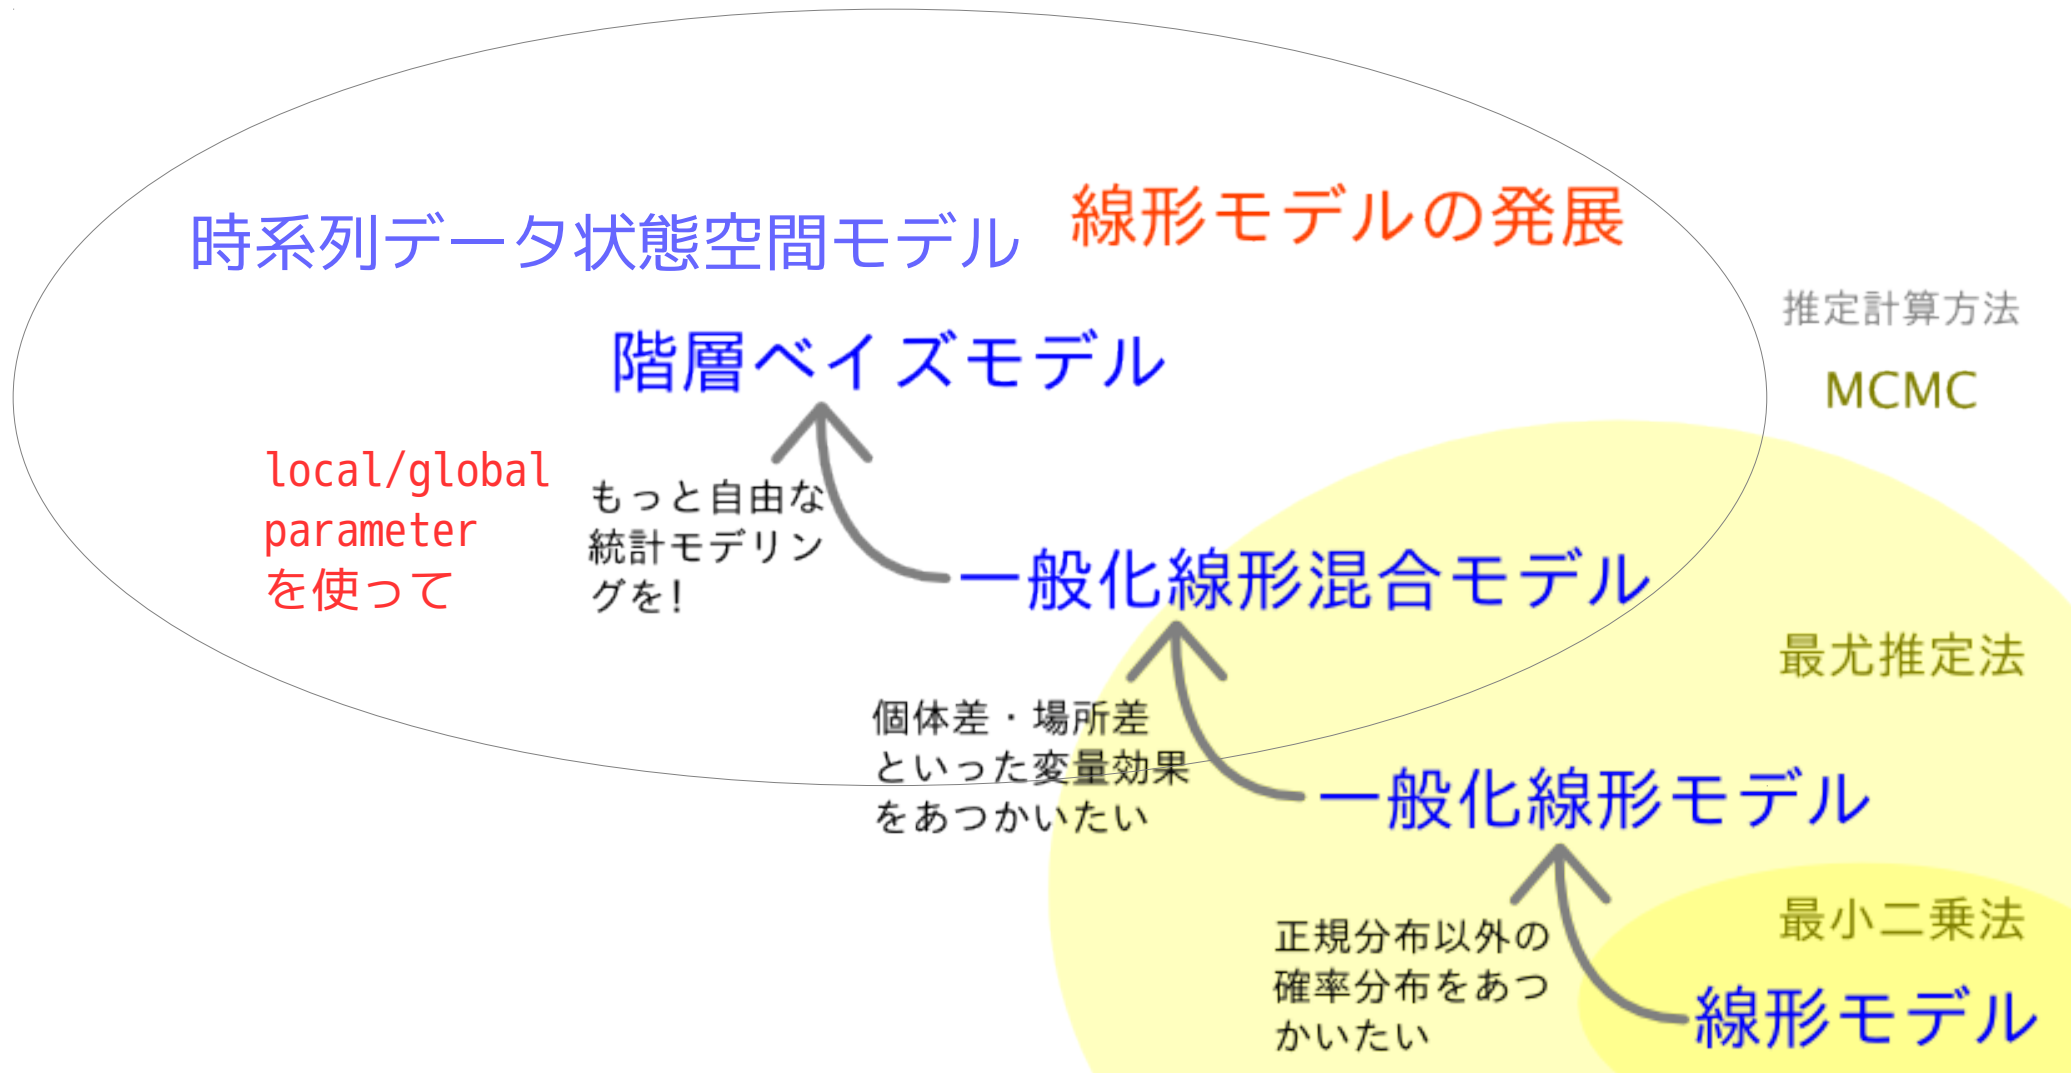 線形モデルの発展
時系列データ状態空間モデル
推定計算方法
階層ベイズモデル
MCMC
local/global
parameter
を使って
もっと自由な
統計モデリン
グを!
一般化線形混合モデル
最尤推定法
個体差・場所差
といった変量効果
をあつかいたい
一般化線形モデル
最小二乗法
正規分布以外の
確率分布をあつ
かいたい
線形モデル